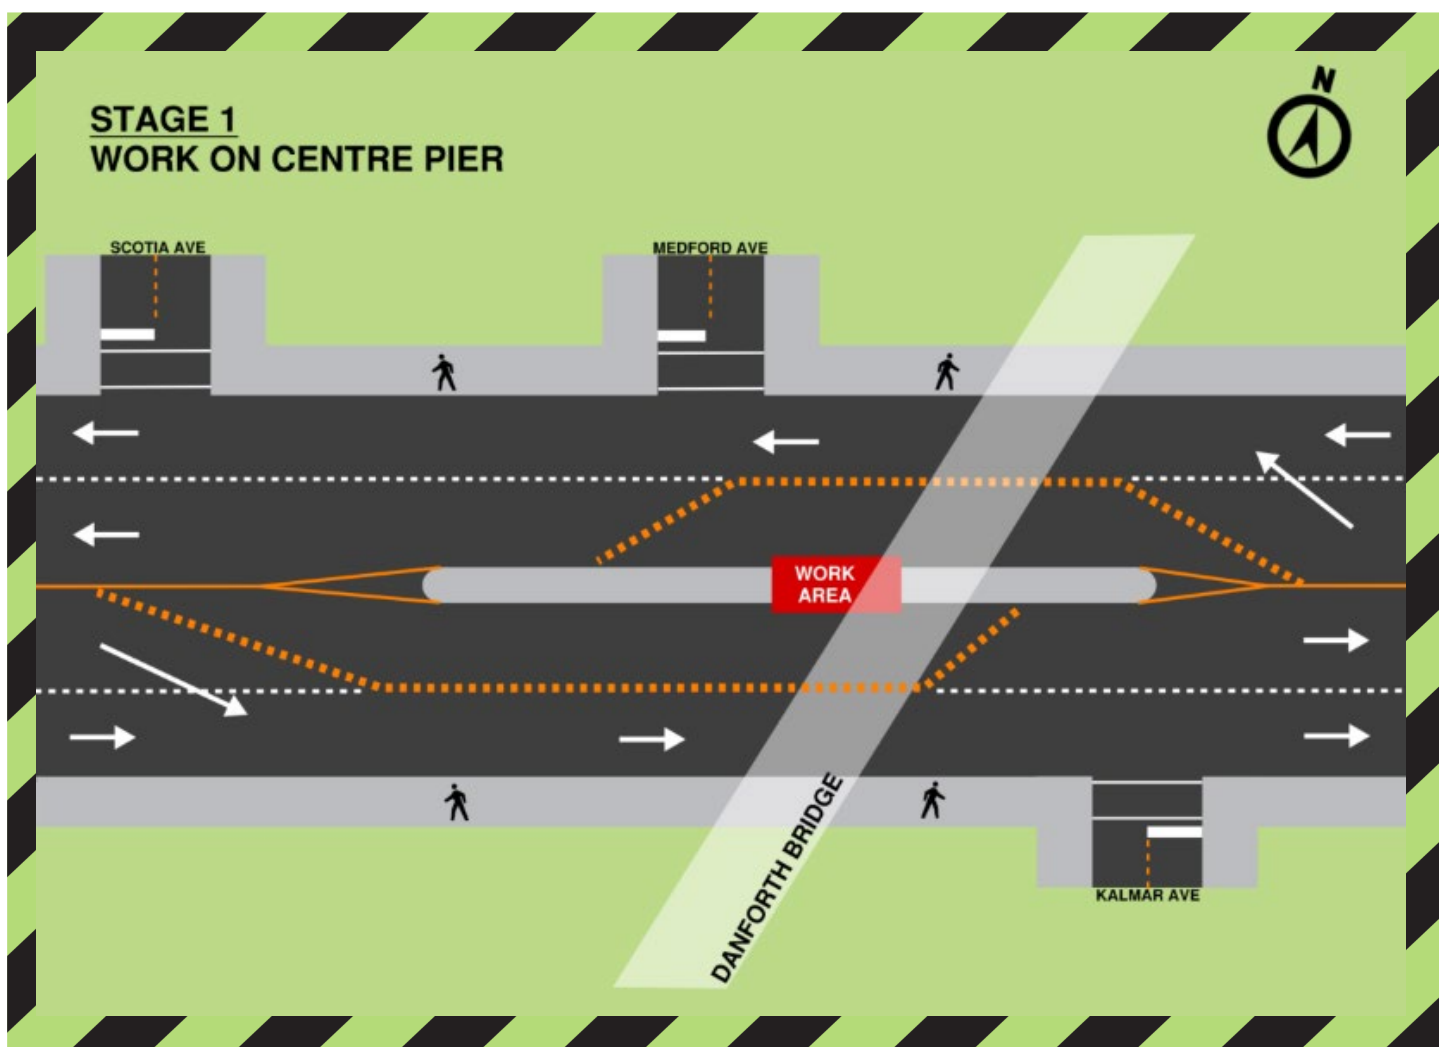 N
STAGE 1
WORK ON CENTRE PIER
SCOTIA AVE
MEDFORD AVE
WORK
AREA
DANFORTH BRIDGE
KALMAR AVE